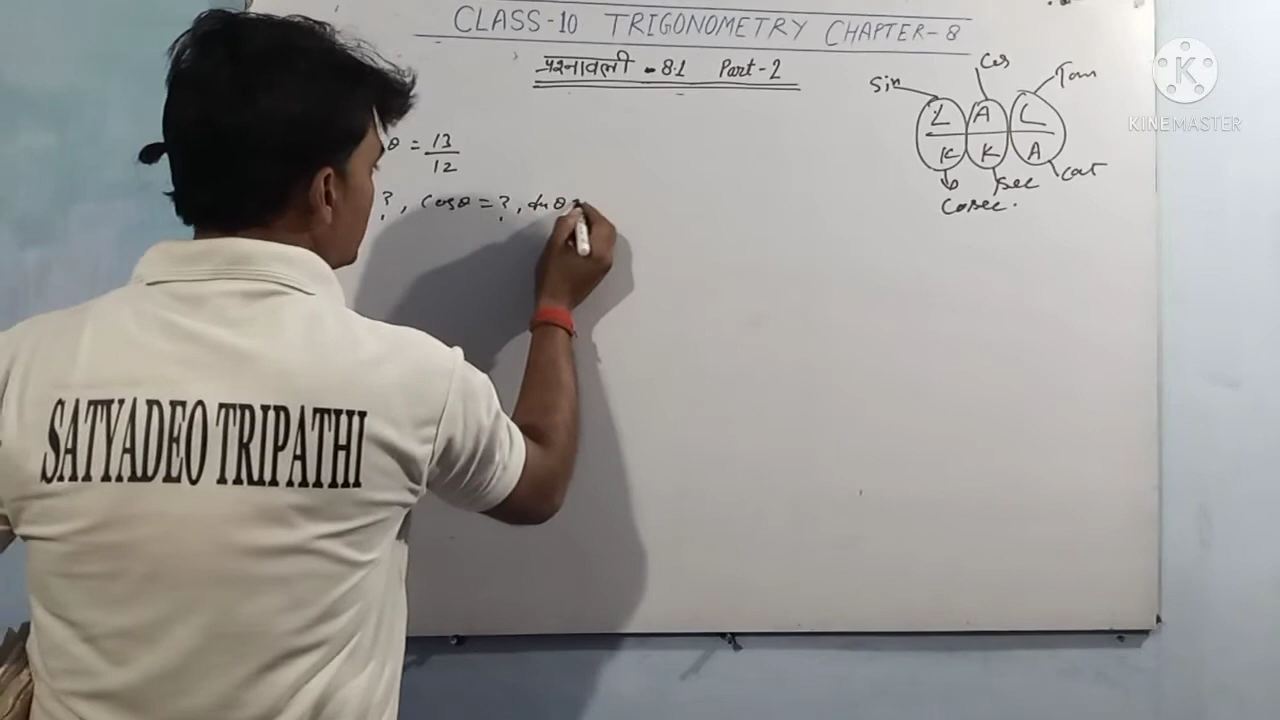 CLASS-10 TRIGONOMETRY CHAPTER-8
प्रश्नावली - 8.1 Part-2
Sin Cos Tan
L A L
K K A
cosec. sec cot
θ = 13/12
?, cosθ = ?, θ =
KINEMASTER
SATYADEO TRIPATHI